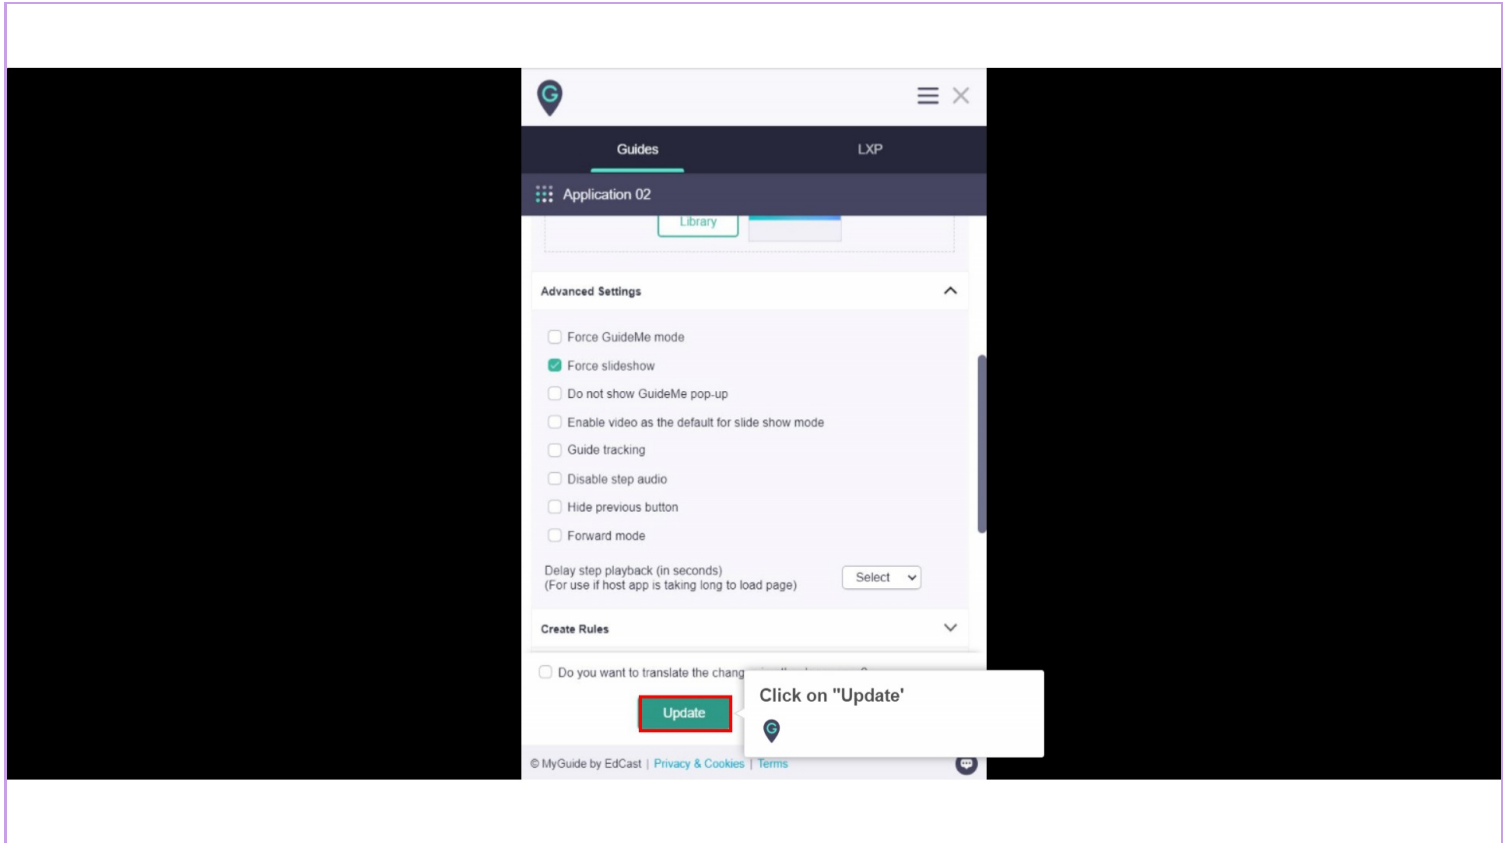 G
Guides
LXP
Application 02
Library
Advanced Settings
Force GuideMe mode
Force slideshow
Do not show GuideMe pop-up
Enable video as the default for slide show mode
Guide tracking
Disable step audio
Hide previous button
Forward mode
Delay step playback (in seconds)
(For use if host app is taking long to load page)
Select
Create Rules
Do you want to translate the chang
Click on "Update'
Update
G
© MyGuide by EdCast | Privacy & Cookies | Terms